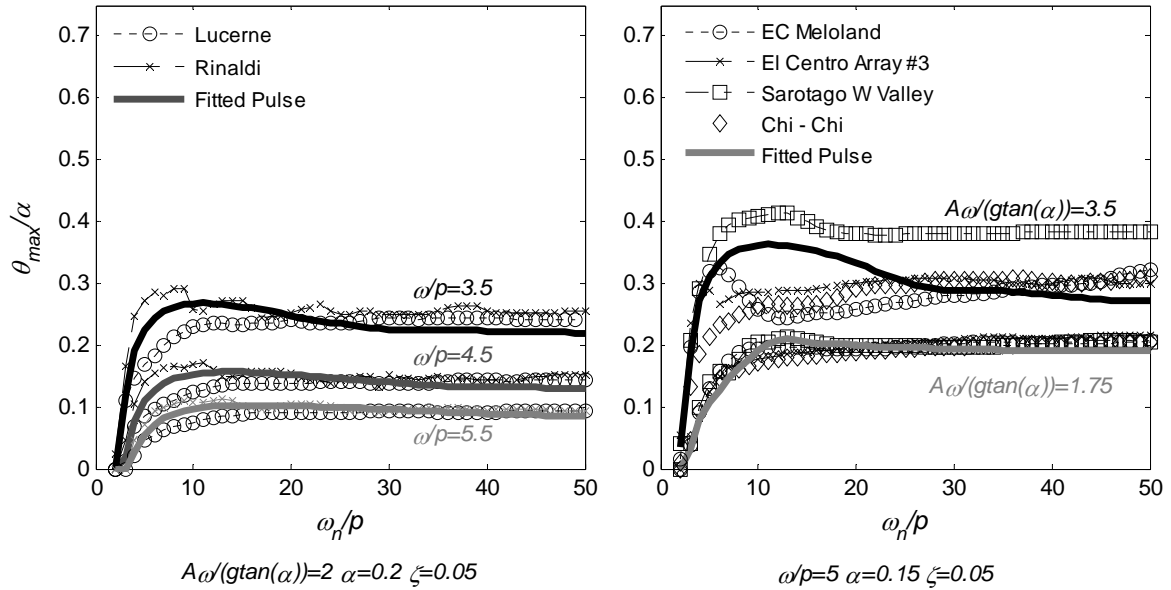 θmax/α
0.7
0.6
0.5
0.4
0.3
0.2
0.1
0
Lucerne
Rinaldi
Fitted Pulse
ω/p=3.5
ω/p=4.5
ω/p=5.5
0 10 20 30 40 50
ωn/p
Aω/(gtan(α))=2 α=0.2 ζ=0.05
0.7
0.6
0.5
0.4
0.3
0.2
0.1
0
EC Meloland
El Centro Array #3
Sarotago W Valley
Chi - Chi
Fitted Pulse
Aω/(gtan(α))=3.5
Aω/(gtan(α))=1.75
0 10 20 30 40 50
ωn/p
ω/p=5 α=0.15 ζ=0.05